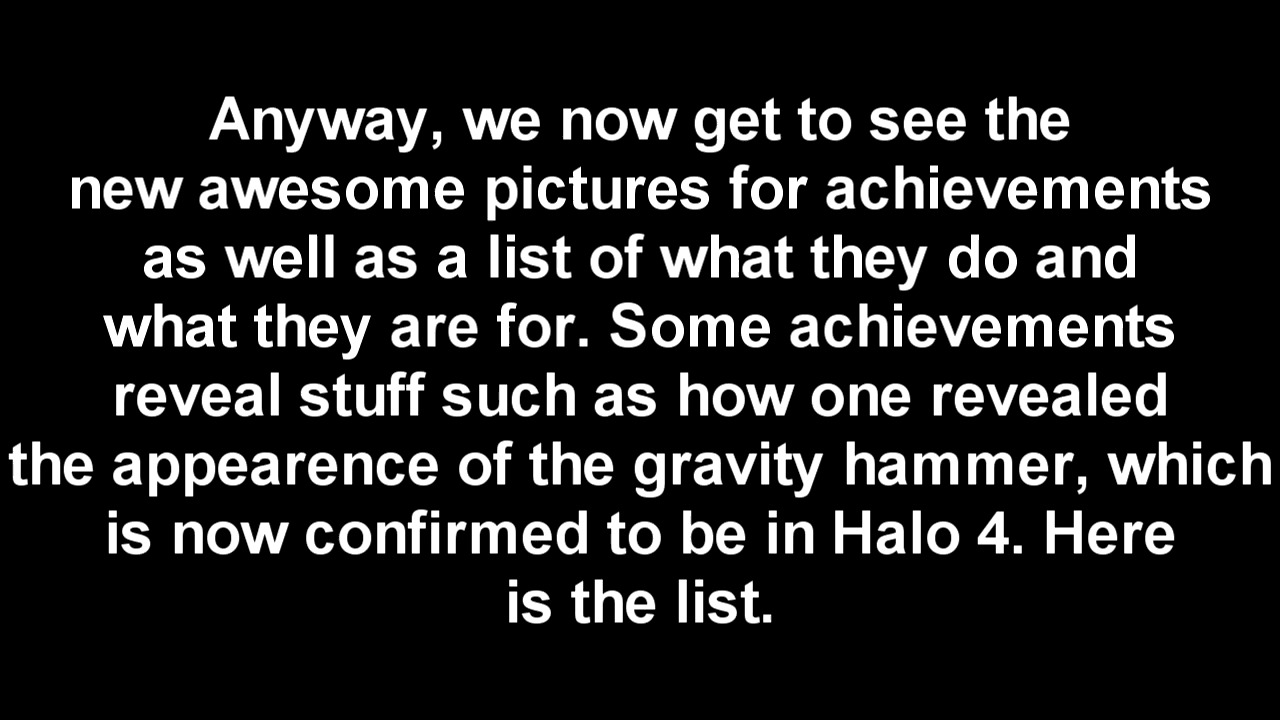 Anyway, we now get to see the
new awesome pictures for achievements
as well as a list of what they do and
what they are for. Some achievements
reveal stuff such as how one revealed
the appearence of the gravity hammer, which
is now confirmed to be in Halo 4. Here
is the list.